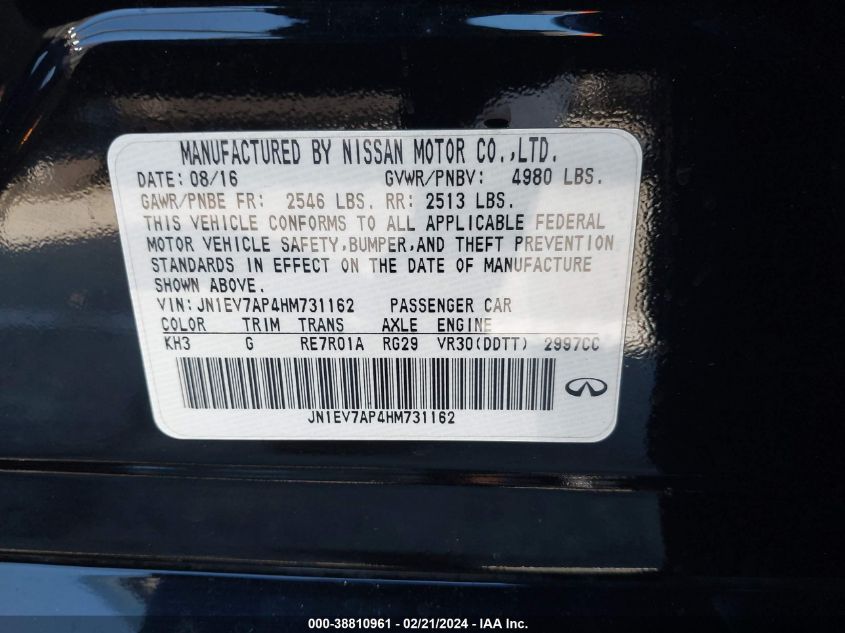 MANUFACTURED BY NISSAN MOTOR CO.,LTD.
DATE: 08/16 GVWR/PNBV: 4980 LBS.
GAWR/PNBE FR: 2546 LBS. RR: 2513 LBS.
THIS VEHICLE CONFORMS TO ALL APPLICABLE FEDERAL
MOTOR VEHICLE SAFETY,BUMPER,AND THEFT PREVENTION
STANDARDS IN EFFECT ON THE DATE OF MANUFACTURE
SHOWN ABOVE.
VIN:JN1EV7AP4HM731162 PASSENGER CAR
COLOR TRIM TRANS AXLE ENGINE
KH3 G RE7R01A RG29 VR30(DDTT) 2997CC
JN1EV7AP4HM731162
000-38810961 - 02/21/2024 - IAA Inc.